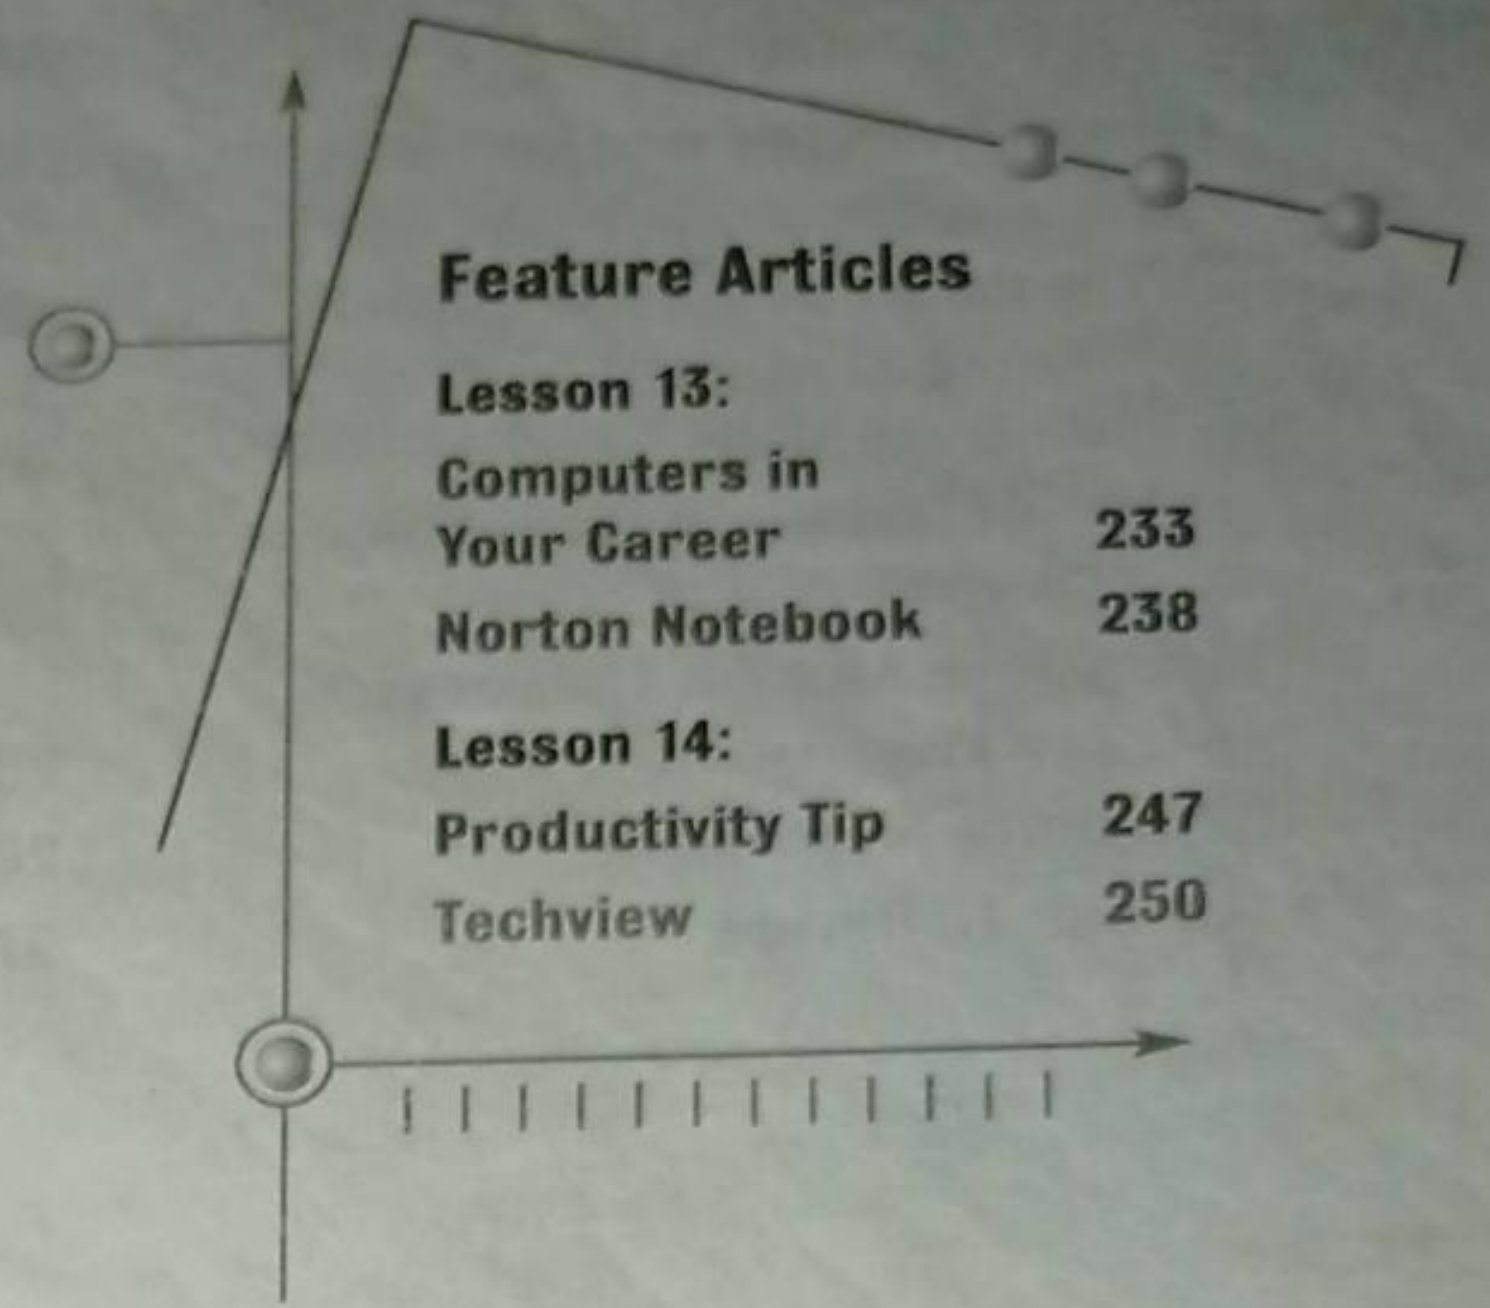 Feature Articles
Lesson 13:
Computers in
Your Career 233
Norton Notebook 238
Lesson 14:
Productivity Tip 247
Techview 250